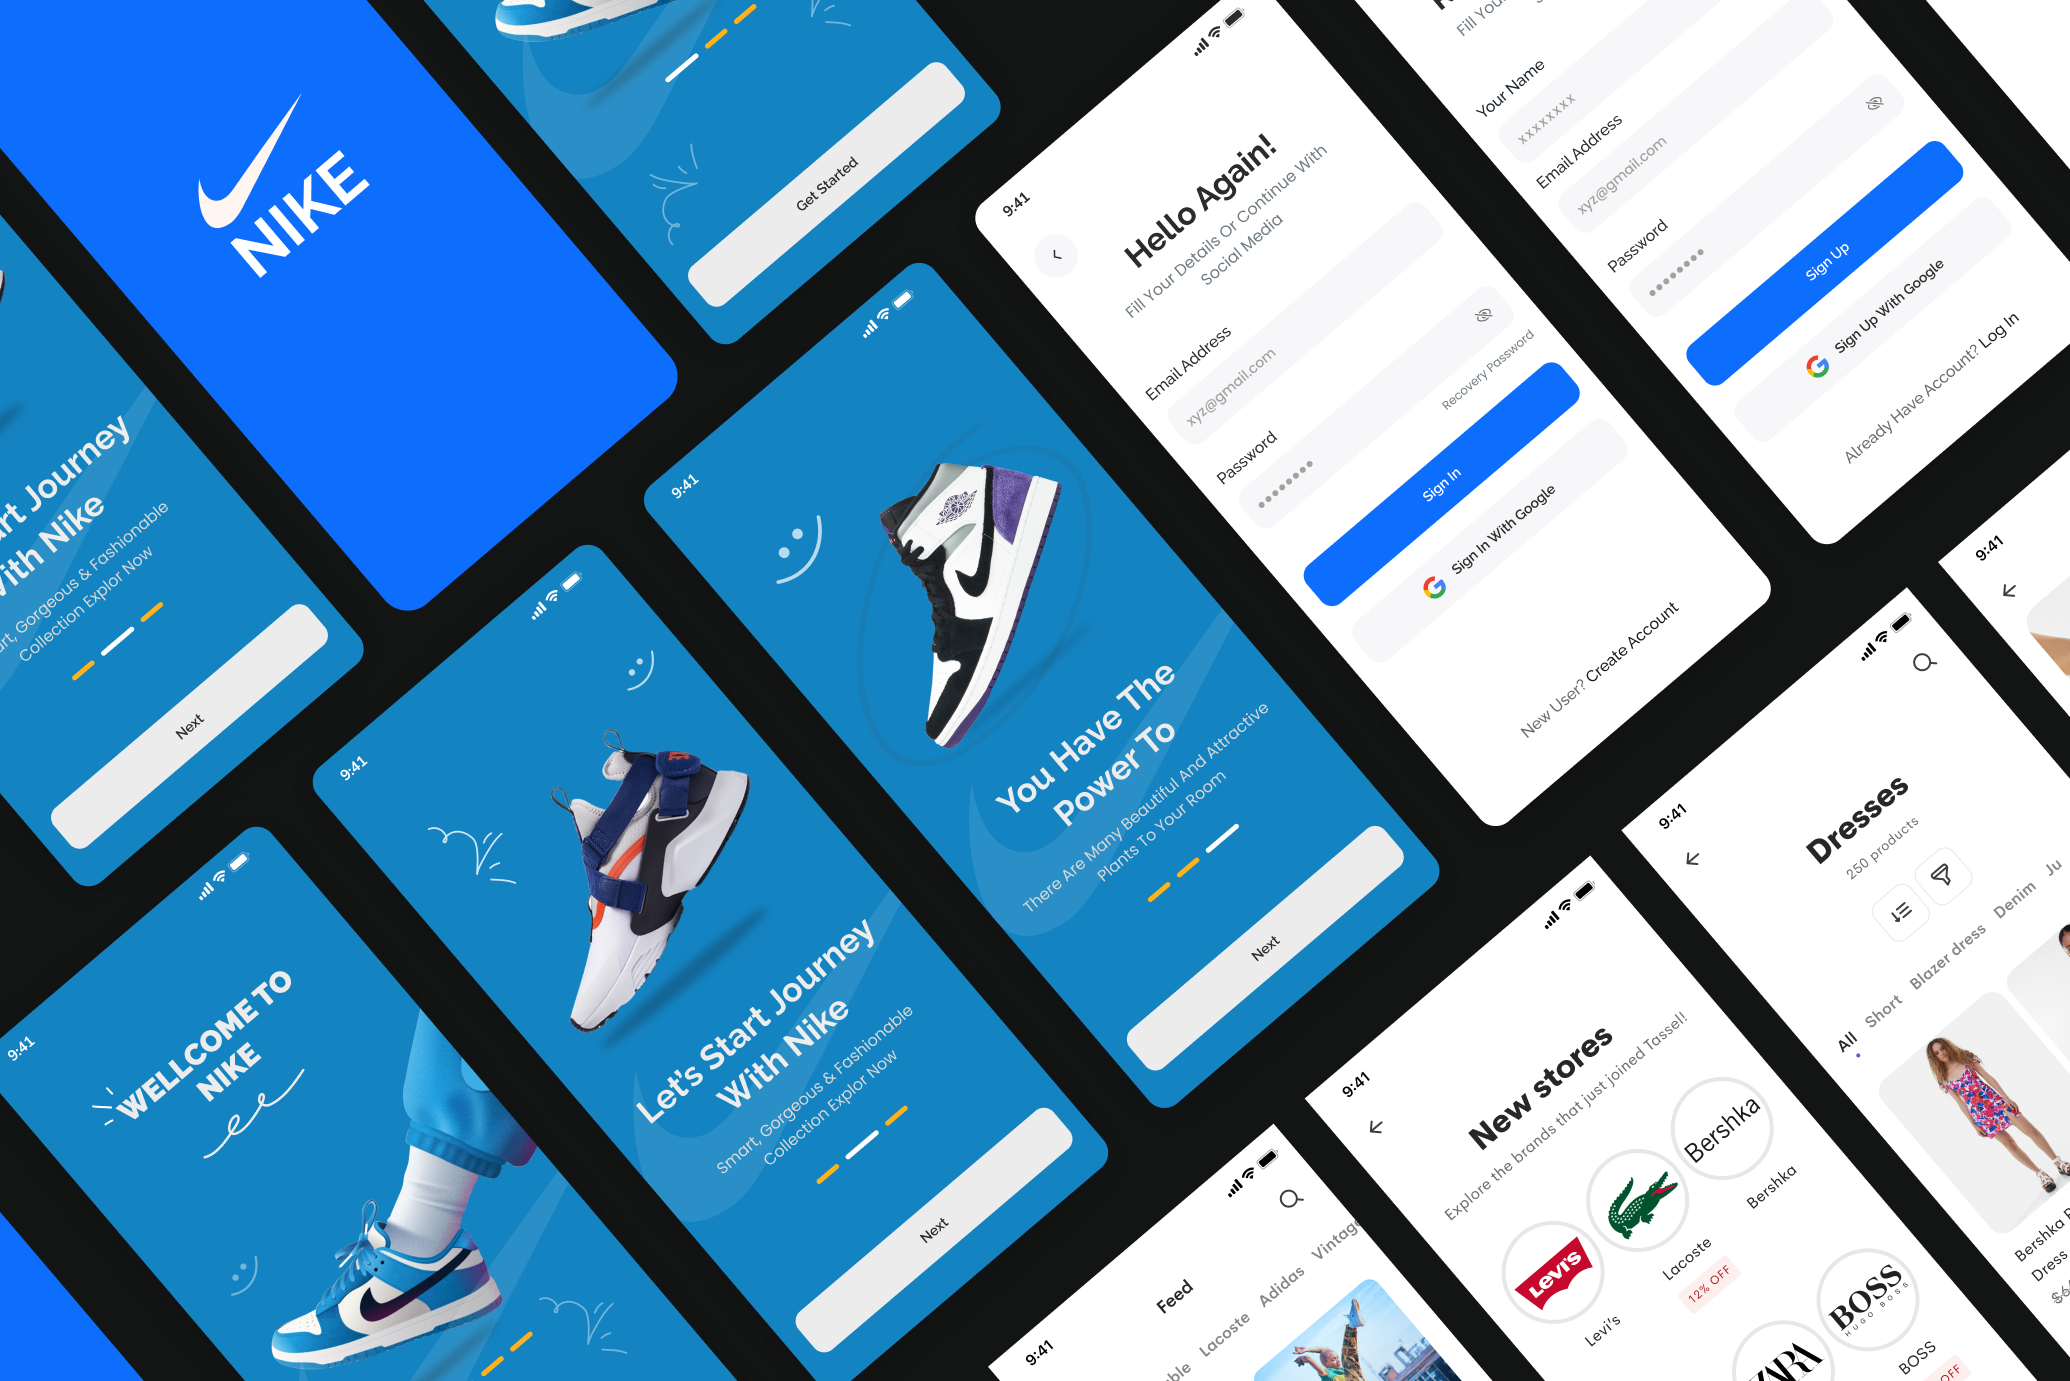 NIKE
Get Started
9:41
Hello Again!
Fill Your Details Or Continue With
Social Media
Email Address
xyz@gmail.com
Password
Recovery Password
Sign In
Sign In With Google
New User? Create Account
Fill
Your Name
xxxxxxxx
Email Address
xyz@gmail.com
Password
Sign Up
Sign Up With Google
Already Have Account? Log In
Journey
With Nike
Gorgeous & Fashionable
Collection Explor Now
Next
9:41
WELLCOME TO
NIKE
9:41
Let's Start Journey
With Nike
Smart, Gorgeous & Fashionable
Collection Explor Now
Next
9:41
You Have The
Power To
There Are Many Beautiful And Attractive
Plants To Your Room
Next
9:41
Feed
Lacoste
Adidas
Vintage
9:41
New stores
Explore the brands that just joined Tassel!
LEVI'S
Levi's
Lacoste
12% OFF
Bershka
Bershka
ZARA
BOSS
HUGO BOSS
BOSS
OFF
9:41
Dresses
250 products
All
Short
Blazer dress
Denim
Ju
Bershka
Dress
9:41